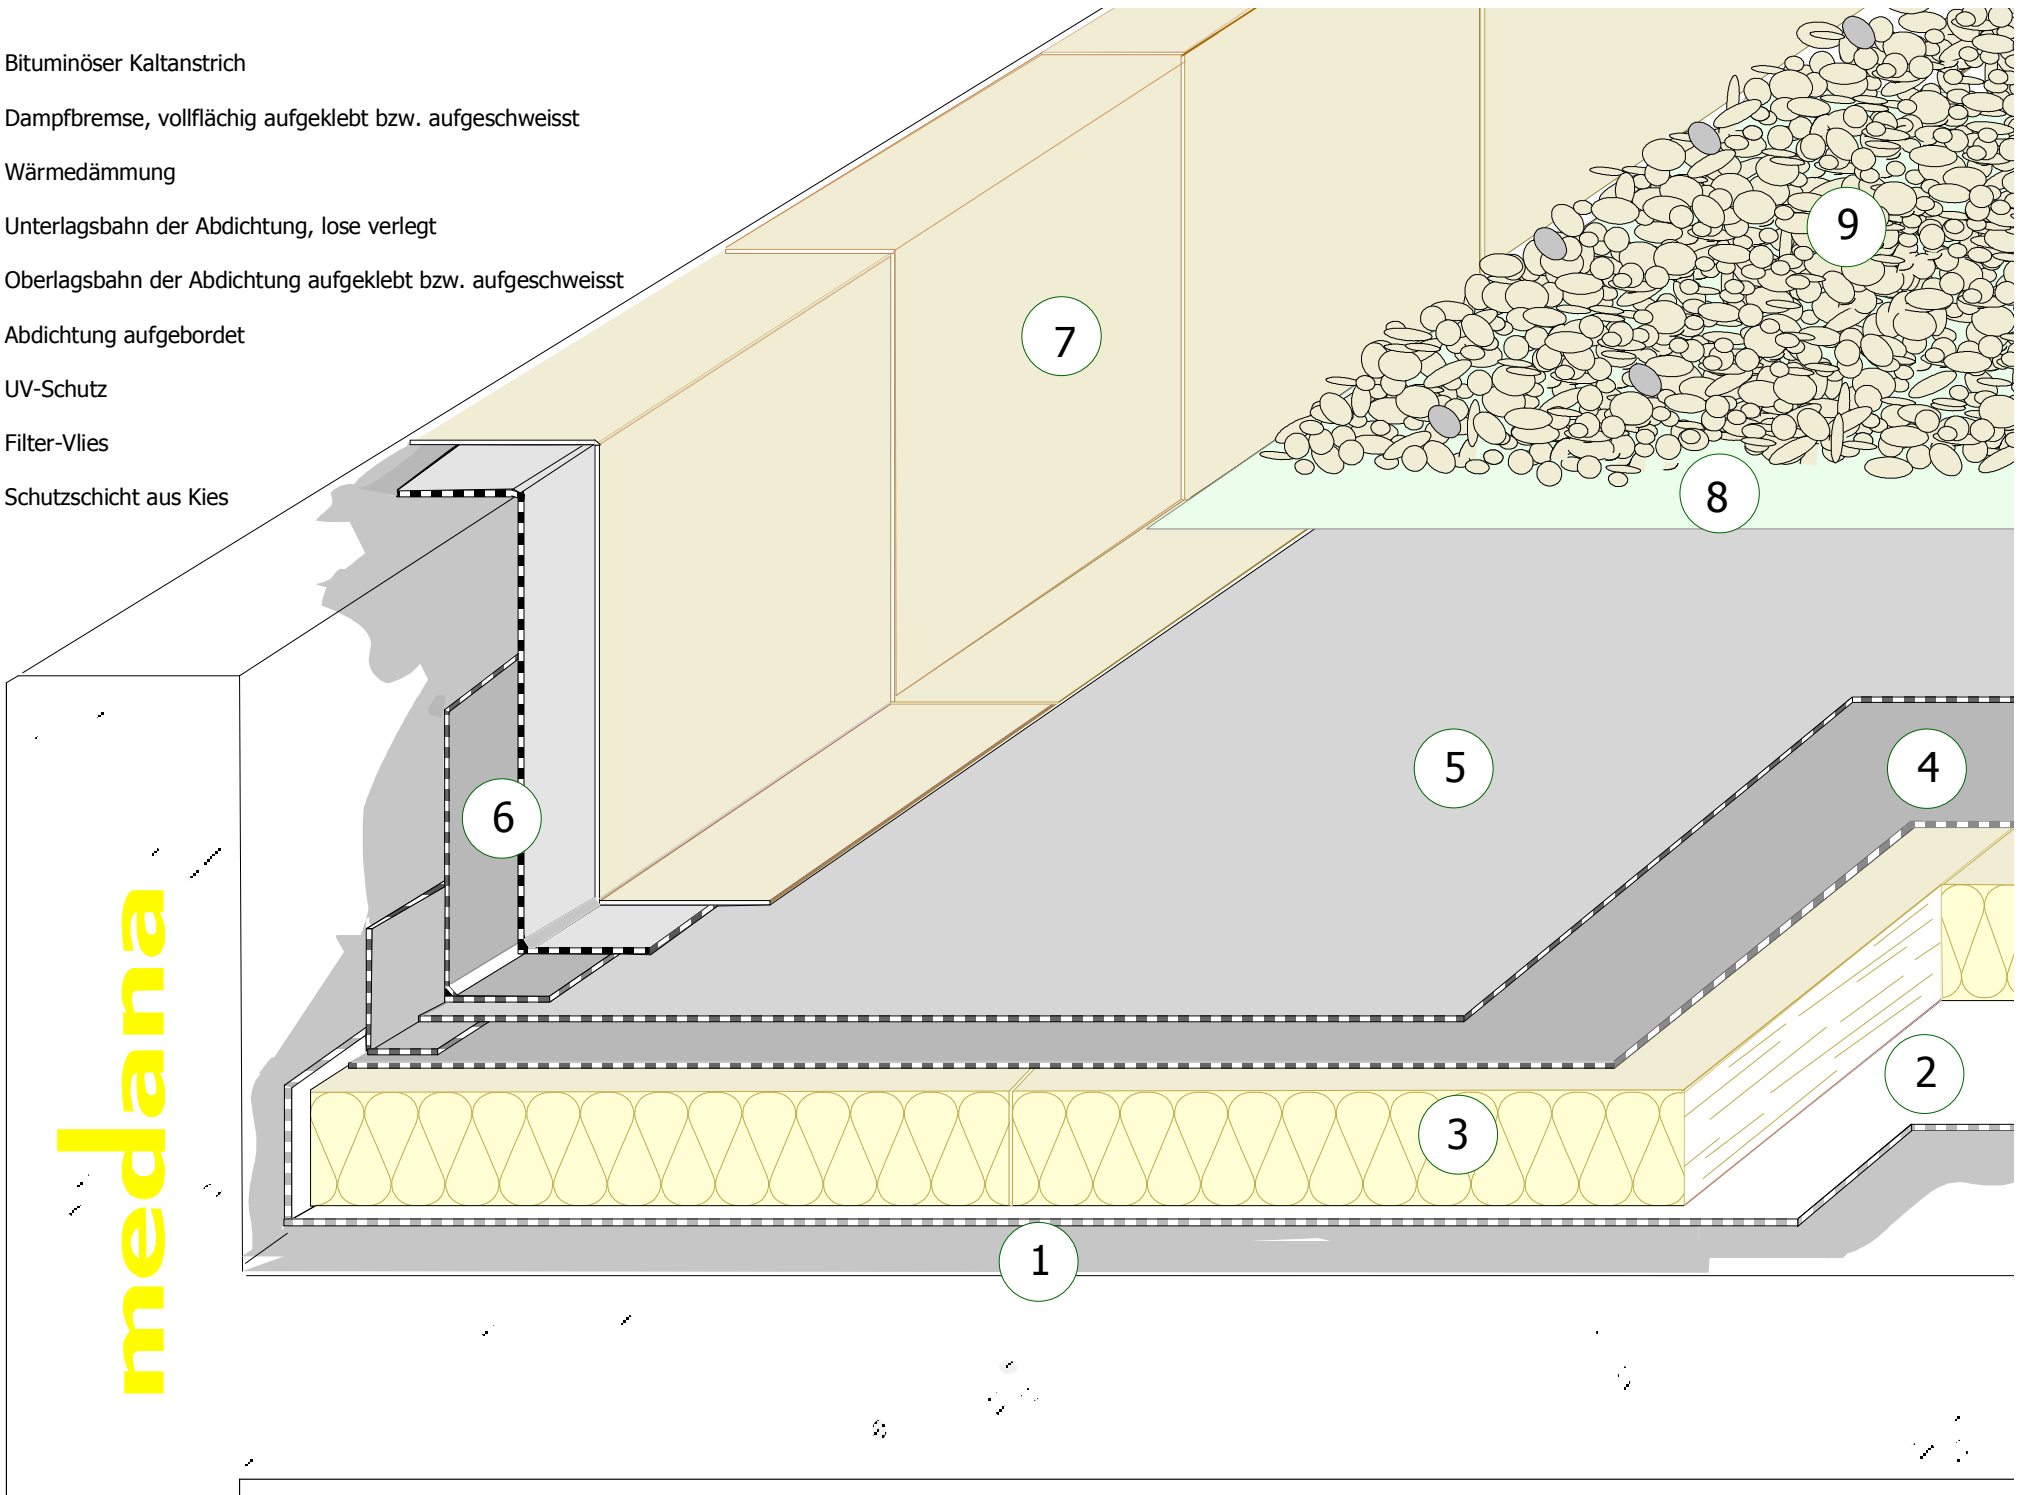 Bituminöser Kaltanstrich
Dampfbremse, vollflächig aufgeklebt bzw. aufgeschweisst
Wärmedämmung
Unterlagsbahn der Abdichtung, lose verlegt
Oberlagsbahn der Abdichtung aufgeklebt bzw. aufgeschweisst
Abdichtung aufgebordet
UV-Schutz
Filter-Vlies
Schutzschicht aus Kies
9
7
8
5
4
6
2
3
1
medana